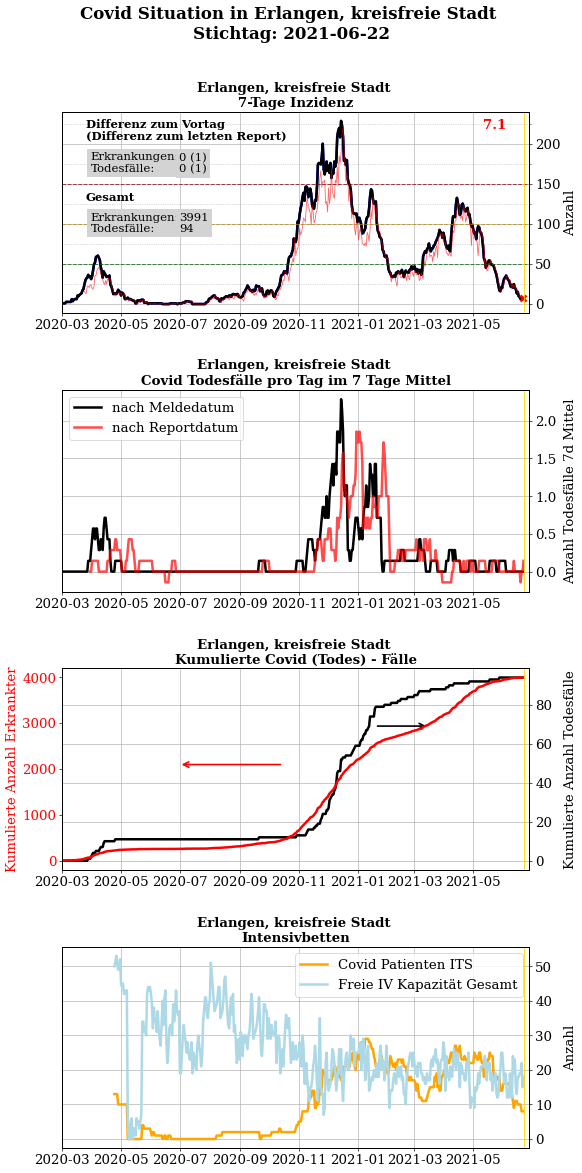 Covid Situation in Erlangen, kreisfreie Stadt
Stichtag: 2021-06-22
Erlangen, kreisfreie Stadt
7-Tage Inzidenz
Differenz zum Vortag
(Differenz zum letzten Report)
Erkrankungen 0 (1)
Todesfälle: 0 (1)
Gesamt
Erkrankungen 3991
Todesfälle: 94
7.1
200
150
100
50
0
Anzahl
2020-03 2020-05 2020-07 2020-09 2020-11 2021-01 2021-03 2021-05
Erlangen, kreisfreie Stadt
Covid Todesfälle pro Tag im 7 Tage Mittel
nach Meldedatum
nach Reportdatum
2.0
1.5
1.0
0.5
0.0
Anzahl Todesfälle 7d Mittel
2020-03 2020-05 2020-07 2020-09 2020-11 2021-01 2021-03 2021-05
Erlangen, kreisfreie Stadt
Kumulierte Covid (Todes) - Fälle
Kumulierte Anzahl Erkrankter
4000
3000
2000
1000
0
80
60
40
20
0
Kumulierte Anzahl Todesfälle
2020-03 2020-05 2020-07 2020-09 2020-11 2021-01 2021-03 2021-05
Erlangen, kreisfreie Stadt
Intensivbetten
Covid Patienten ITS
Freie IV Kapazität Gesamt
50
40
30
20
10
0
Anzahl
2020-03 2020-05 2020-07 2020-09 2020-11 2021-01 2021-03 2021-05